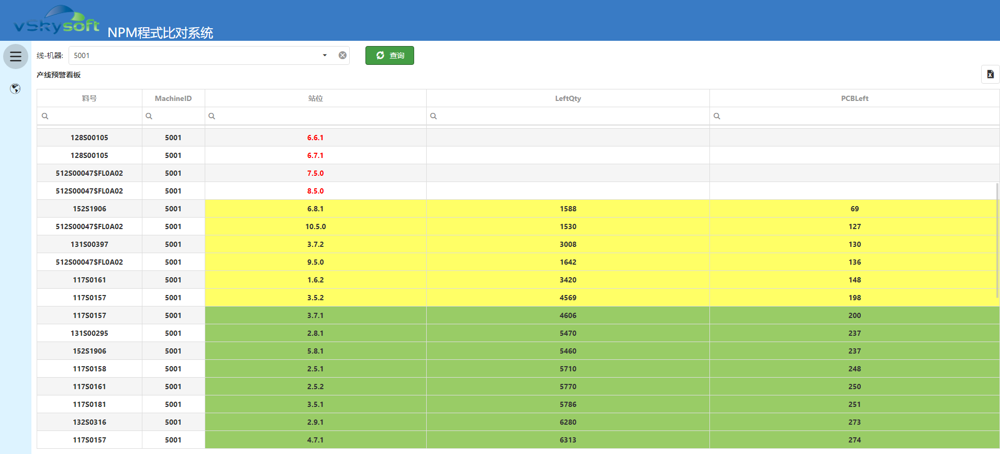 vSkysoft NPM程式比对系统
线-机器: 5001 查询
产线预警看板
料号 MachineID 站位 LeftQty PCBLeft
128S00105 5001 6.6.1
128S00105 5001 6.7.1
512S00047$FL0A02 5001 7.5.0
512S00047$FL0A02 5001 8.5.0
152S1906 5001 6.8.1 1588 69
512S00047$FL0A02 5001 10.5.0 1530 127
131S00397 5001 3.7.2 3008 130
512S00047$FL0A02 5001 9.5.0 1642 136
117S0161 5001 1.6.2 3420 148
117S0157 5001 3.5.2 4569 198
117S0157 5001 3.7.1 4606 200
131S00295 5001 2.8.1 5470 237
152S1906 5001 5.8.1 5460 237
117S0158 5001 2.5.1 5710 248
117S0161 5001 2.5.2 5770 250
117S0181 5001 3.5.1 5786 251
132S0316 5001 2.9.1 6280 273
117S0157 5001 4.7.1 6313 274